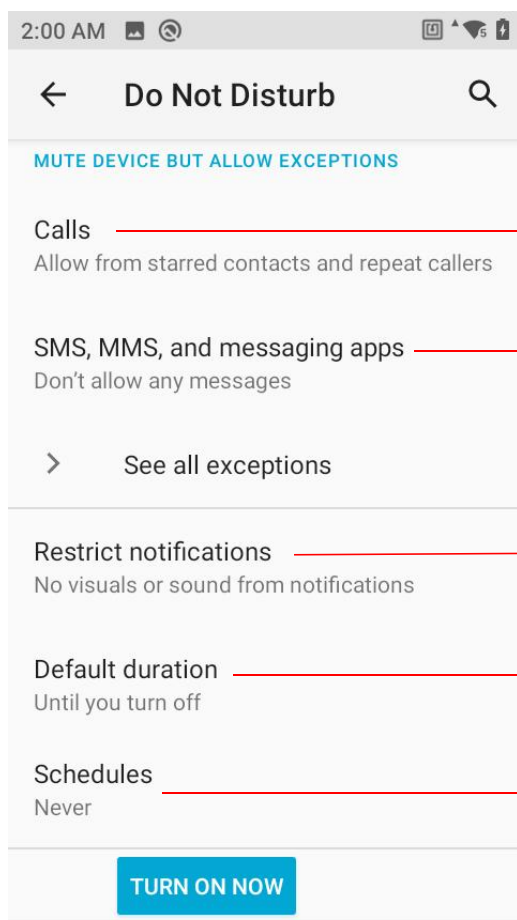 2:00 AM
Do Not Disturb
MUTE DEVICE BUT ALLOW EXCEPTIONS
Calls
Allow from starred contacts and repeat callers
SMS, MMS, and messaging apps
Don’t allow any messages
See all exceptions
Restrict notifications
No visuals or sound from notifications
Default duration
Until you turn off
Schedules
Never
TURN ON NOW